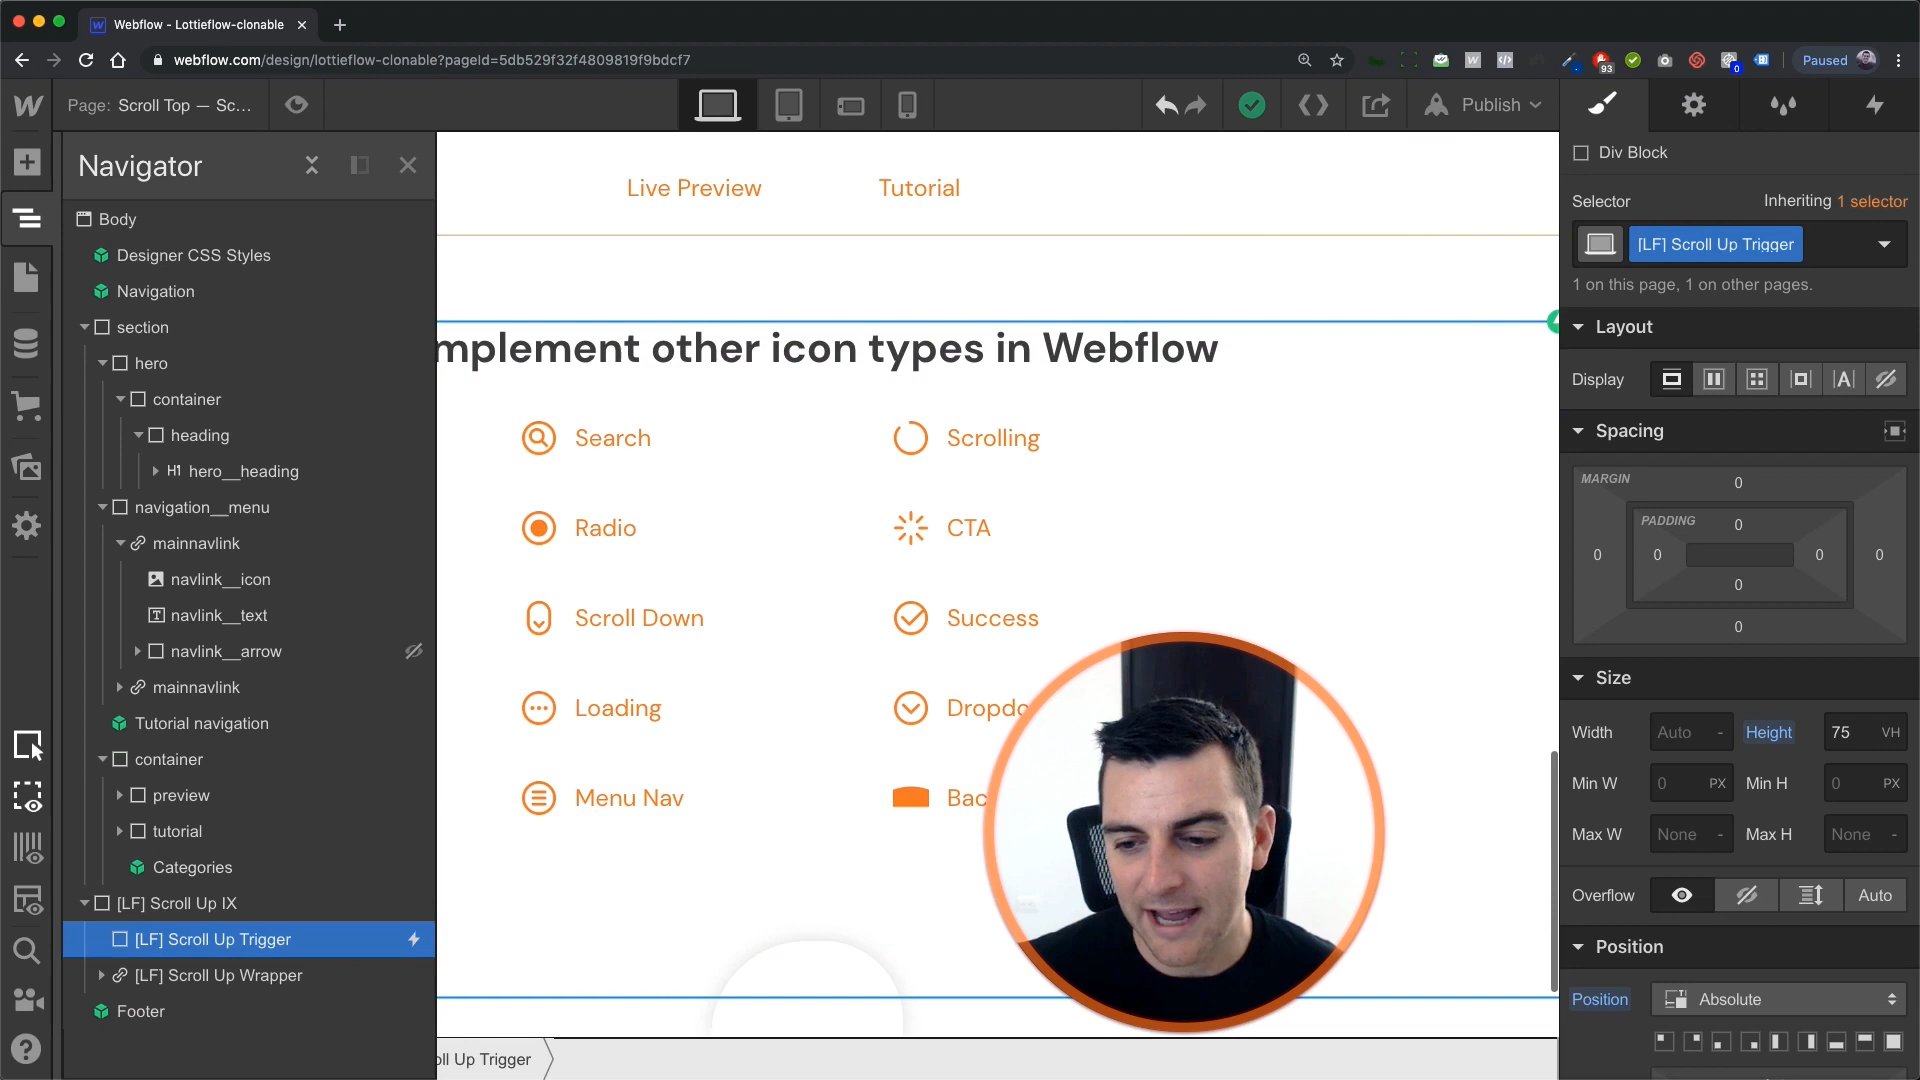 Webflow - Lottieflow-clonable
webflow.com/design/lottieflow-clonable?pageId=5db529f32f4809819f9bdcf7
93
0
Paused
Page: Scroll Top — Sc...
Publish
Navigator
Body
Designer CSS Styles
Navigation
section
hero
container
heading
H1 hero__heading
navigation__menu
mainnavlink
navlink__icon
navlink__text
navlink__arrow
mainnavlink
Tutorial navigation
container
preview
tutorial
Categories
[LF] Scroll Up IX
[LF] Scroll Up Trigger
[LF] Scroll Up Wrapper
Footer
Live Preview
Tutorial
mplement other icon types in Webflow
Search
Scrolling
Radio
CTA
Scroll Down
Success
Loading
Dropdo
Menu Nav
Bac
oll Up Trigger
Div Block
Selector
Inheriting 1 selector
[LF] Scroll Up Trigger
1 on this page, 1 on other pages.
Layout
Display
Spacing
MARGIN
0
PADDING
0
0
0
0
0
0
0
Size
Width
Auto -
Height
75 VH
Min W
0 PX
Min H
0 PX
Max W
None -
Max H
None -
Overflow
Auto
Position
Position
Absolute